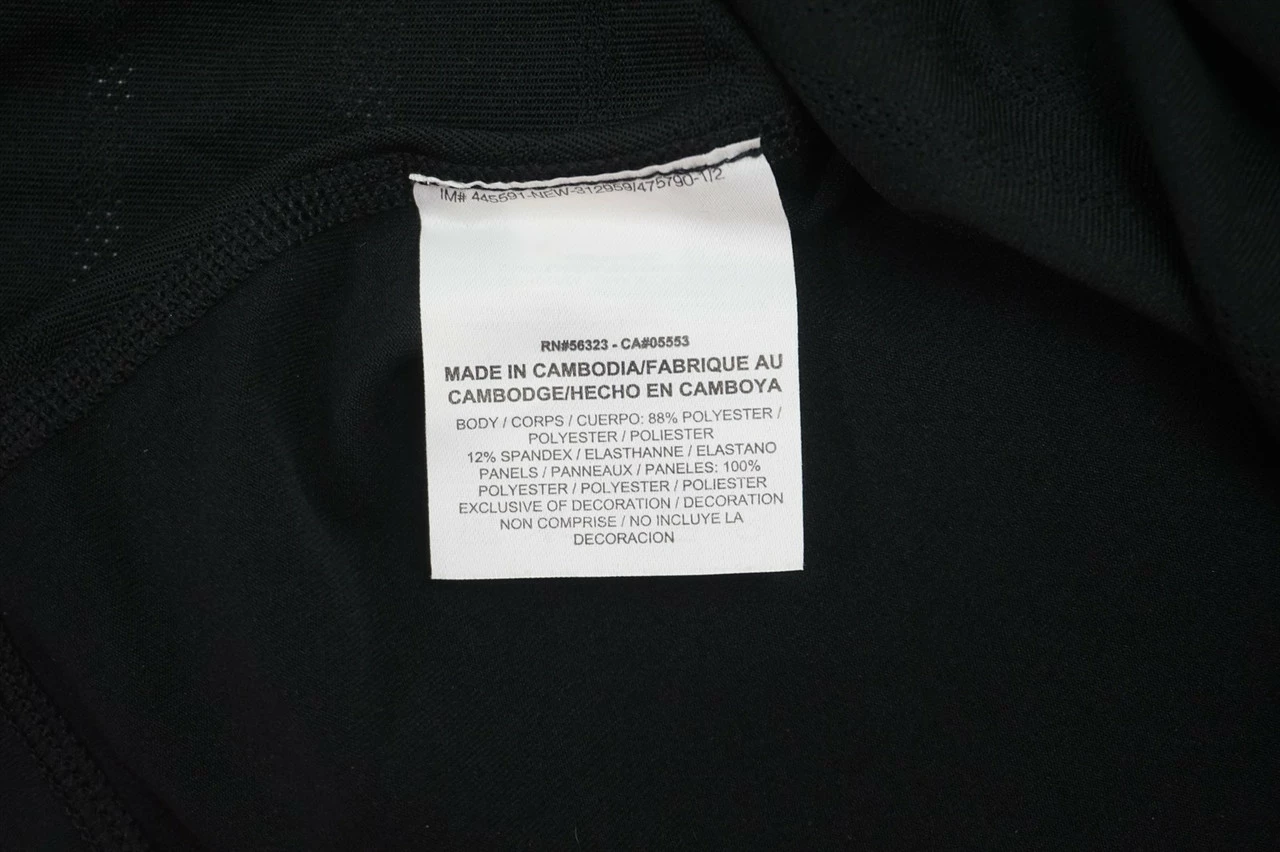 IM# 445591-NEW-312959/475790-1/2
RN#56323 - CA#05553
MADE IN CAMBODIA/FABRIQUE AU
CAMBODGE/HECHO EN CAMBOYA
BODY / CORPS / CUERPO: 88% POLYESTER /
POLYESTER / POLIESTER
12% SPANDEX / ELASTHANNE / ELASTANO
PANELS / PANNEAUX / PANELES: 100%
POLYESTER / POLYESTER / POLIESTER
EXCLUSIVE OF DECORATION / DECORATION
NON COMPRISE / NO INCLUYE LA
DECORACION